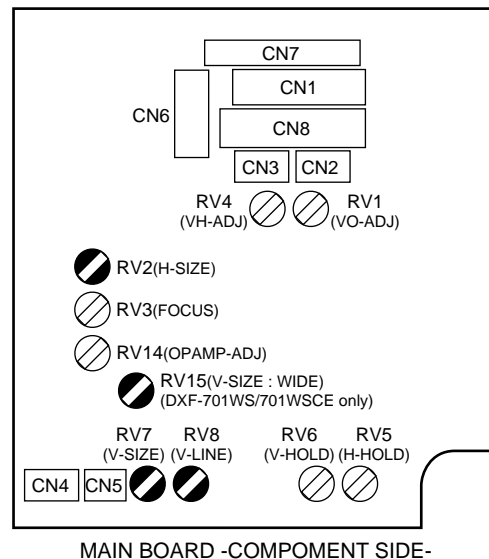 CN7
CN1
CN6
CN8
CN3
CN2
RV4
(VH-ADJ)
RV1
(VO-ADJ)
RV2(H-SIZE)
RV3(FOCUS)
RV14(OPAMP-ADJ)
RV15(V-SIZE : WIDE)
(DXF-701WS/701WSCE only)
RV7
(V-SIZE)
RV8
(V-LINE)
RV6
(V-HOLD)
RV5
(H-HOLD)
CN4
CN5
MAIN BOARD -COMPOMENT SIDE-